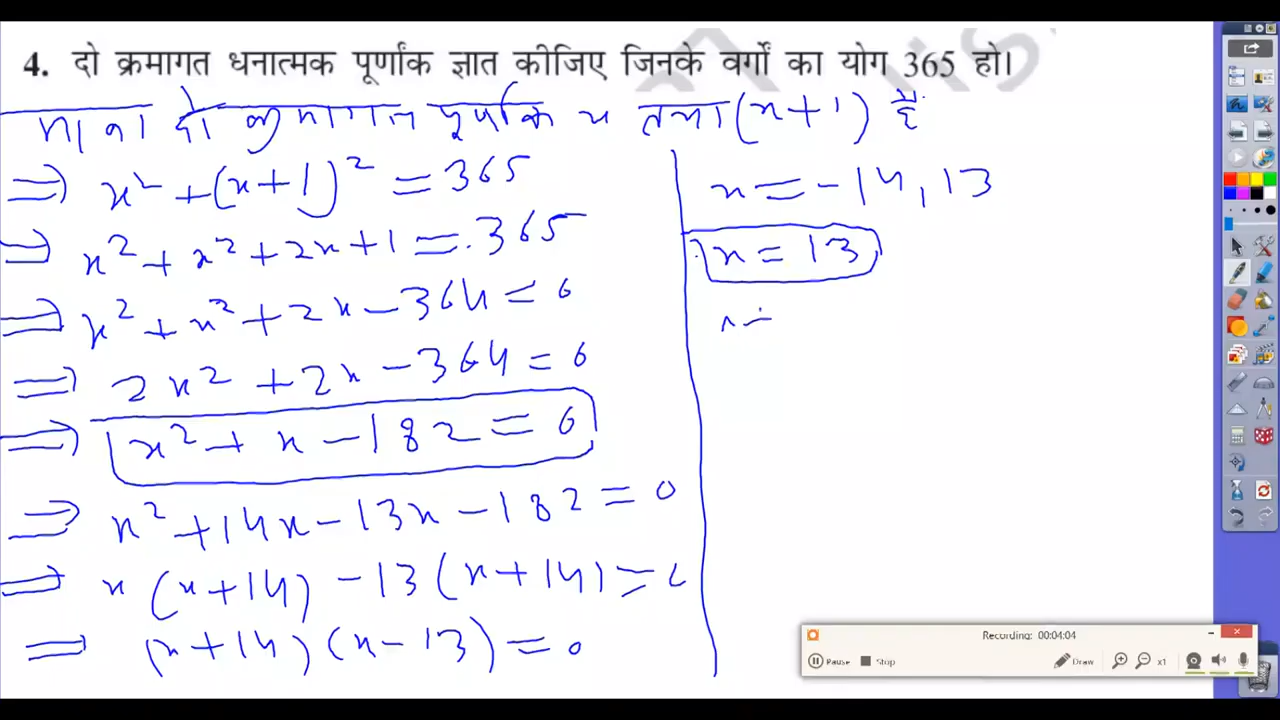 4. दो क्रमागत धनात्मक पूर्णांक ज्ञात कीजिए जिनके वर्गों का योग 365 हो।
माना दो क्रमागत पूर्णांक x तथा (x+1) है
⇒ x² + (x+1)² = 365
⇒ x² + x² + 2x + 1 = 365
⇒ x² + x² + 2x - 364 = 0
⇒ 2x² + 2x - 364 = 0
⇒ x² + x - 182 = 0
⇒ x² + 14x - 13x - 182 = 0
⇒ x (x+14) - 13 (x+14) = 0
⇒ (x+14) (x-13) = 0
x = -14, 13
x = 13
Recording: 00:04:04
Pause Stop Draw x1